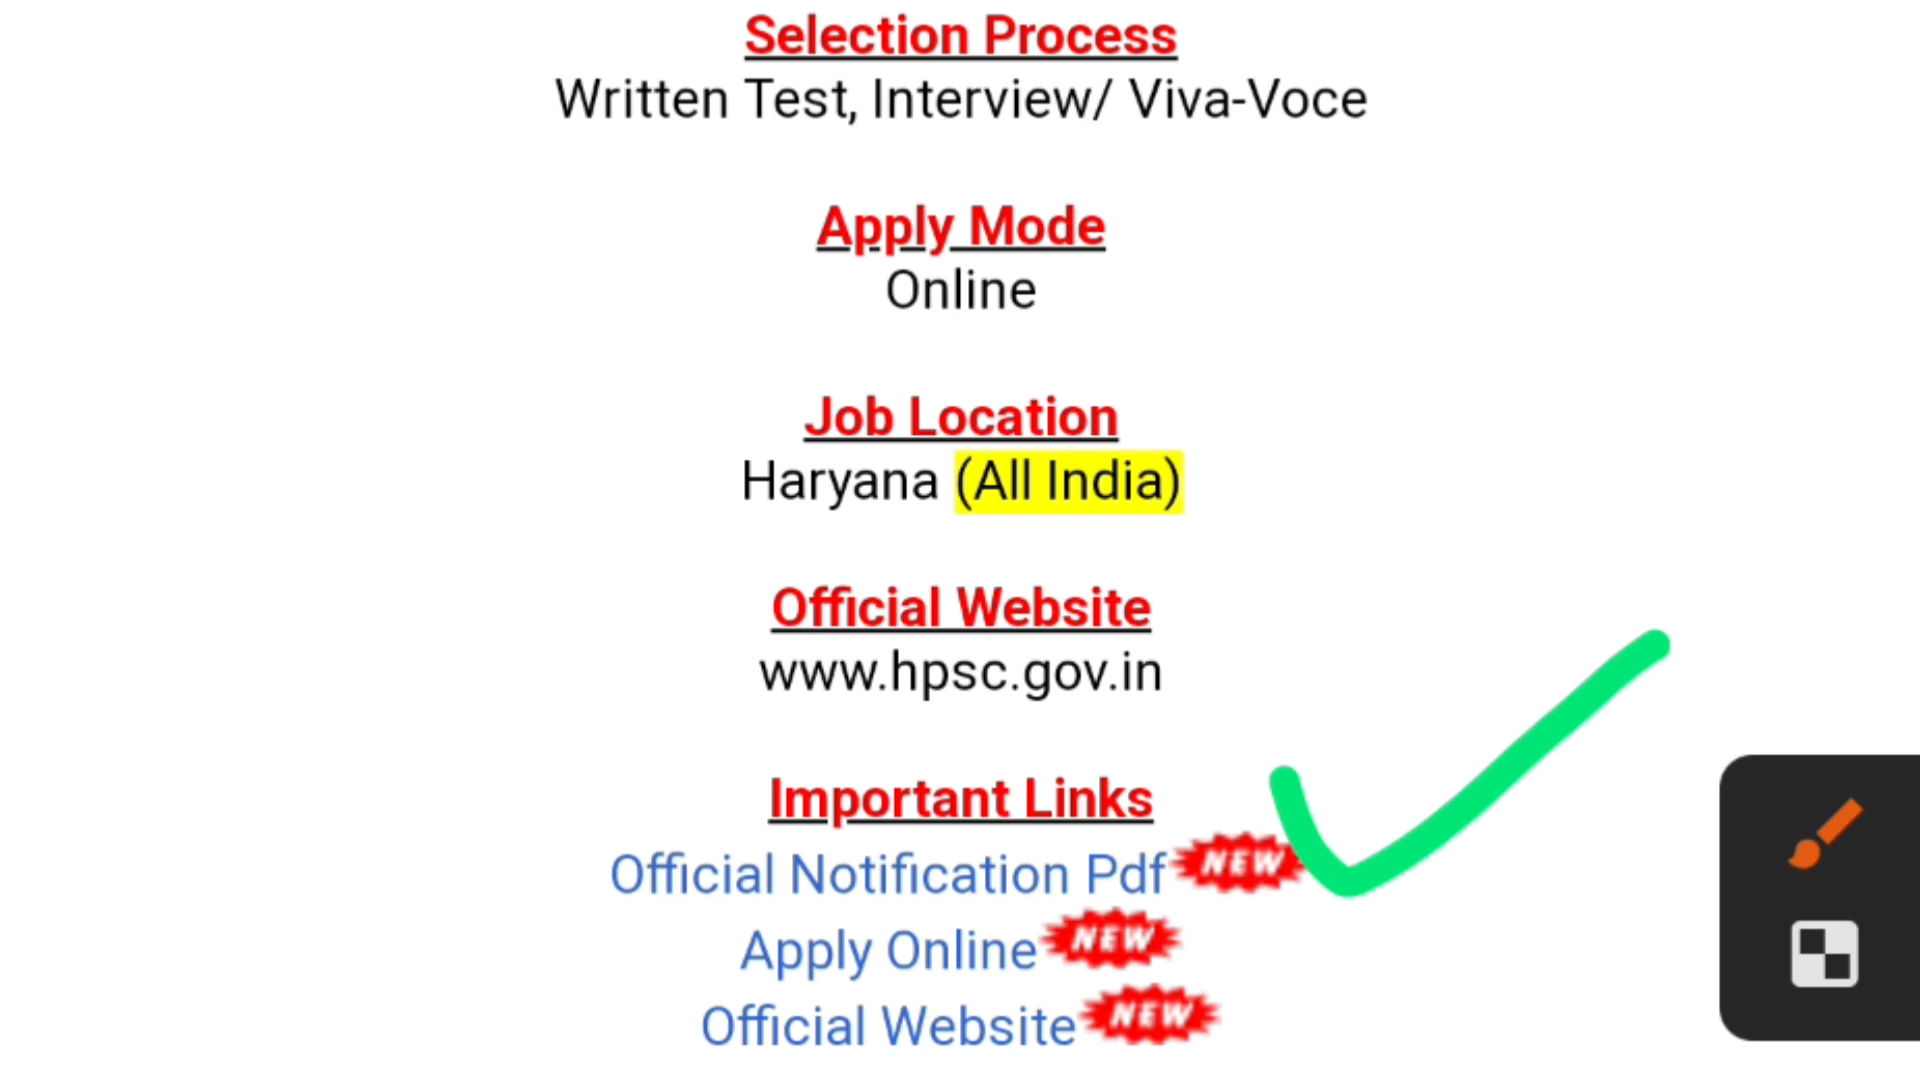 Selection Process
Written Test, Interview/ Viva-Voce
Apply Mode
Online
Job Location
Haryana (All India)
Official Website
www.hpsc.gov.in
Important Links
Official Notification Pdf NEW
Apply Online NEW
Official Website NEW